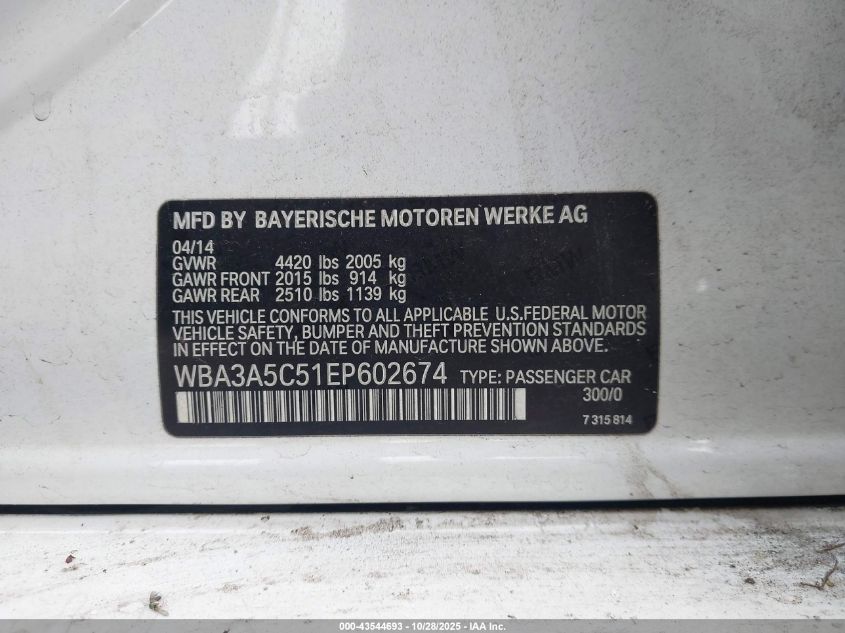 MFD BY BAYERISCHE MOTOREN WERKE AG
04/14
GVWR 4420 lbs 2005 kg
GAWR FRONT 2015 lbs 914 kg
GAWR REAR 2510 lbs 1139 kg
THIS VEHICLE CONFORMS TO ALL APPLICABLE U.S.FEDERAL MOTOR
VEHICLE SAFETY, BUMPER AND THEFT PREVENTION STANDARDS
IN EFFECT ON THE DATE OF MANUFACTURE SHOWN ABOVE.
WBA3A5C51EP602674 TYPE: PASSENGER CAR
300/0
7 315 814
000-43544693 - 10/28/2025 - IAA Inc.